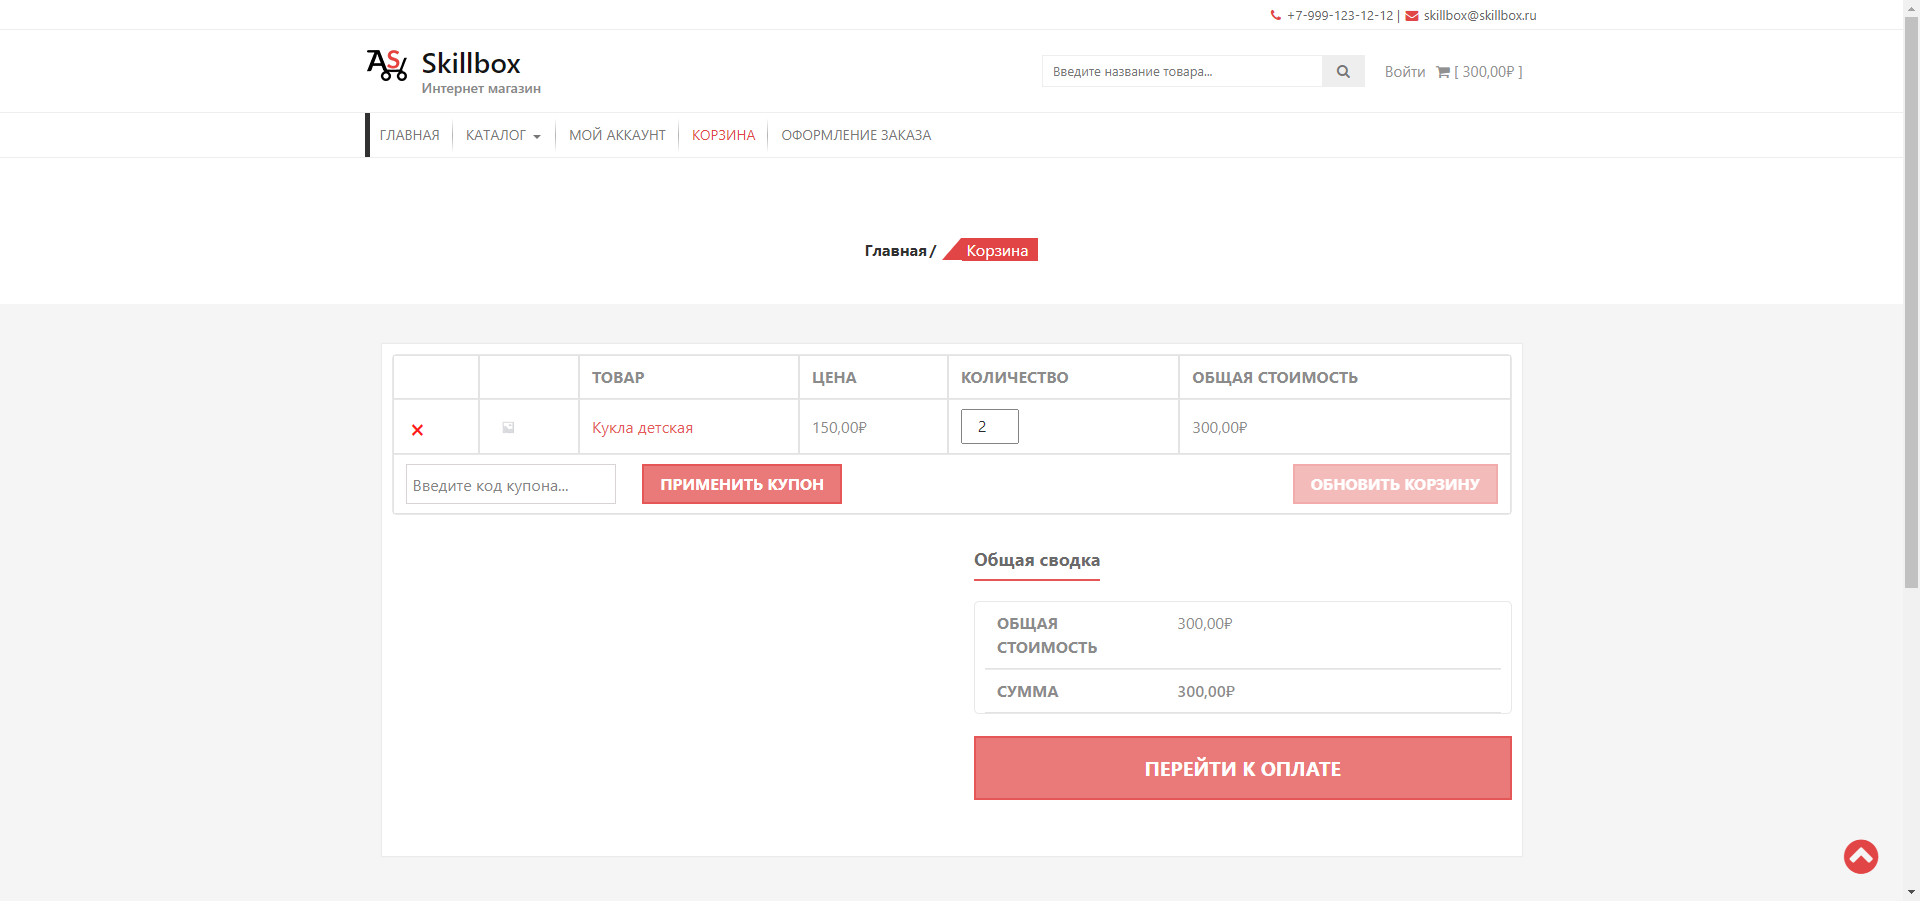 +7-999-123-12-12 | skillbox@skillbox.ru
AS Skillbox
Интернет магазин
Введите название товара...
Войти [ 300,00₽ ]
ГЛАВНАЯ КАТАЛОГ МОЙ АККАУНТ КОРЗИНА ОФОРМЛЕНИЕ ЗАКАЗА
Главная / Корзина
ТОВАР ЦЕНА КОЛИЧЕСТВО ОБЩАЯ СТОИМОСТЬ
Кукла детская 150,00₽ 2 300,00₽
Введите код купона... ПРИМЕНИТЬ КУПОН ОБНОВИТЬ КОРЗИНУ
Общая сводка
ОБЩАЯ СТОИМОСТЬ 300,00₽
СУММА 300,00₽
ПЕРЕЙТИ К ОПЛАТЕ